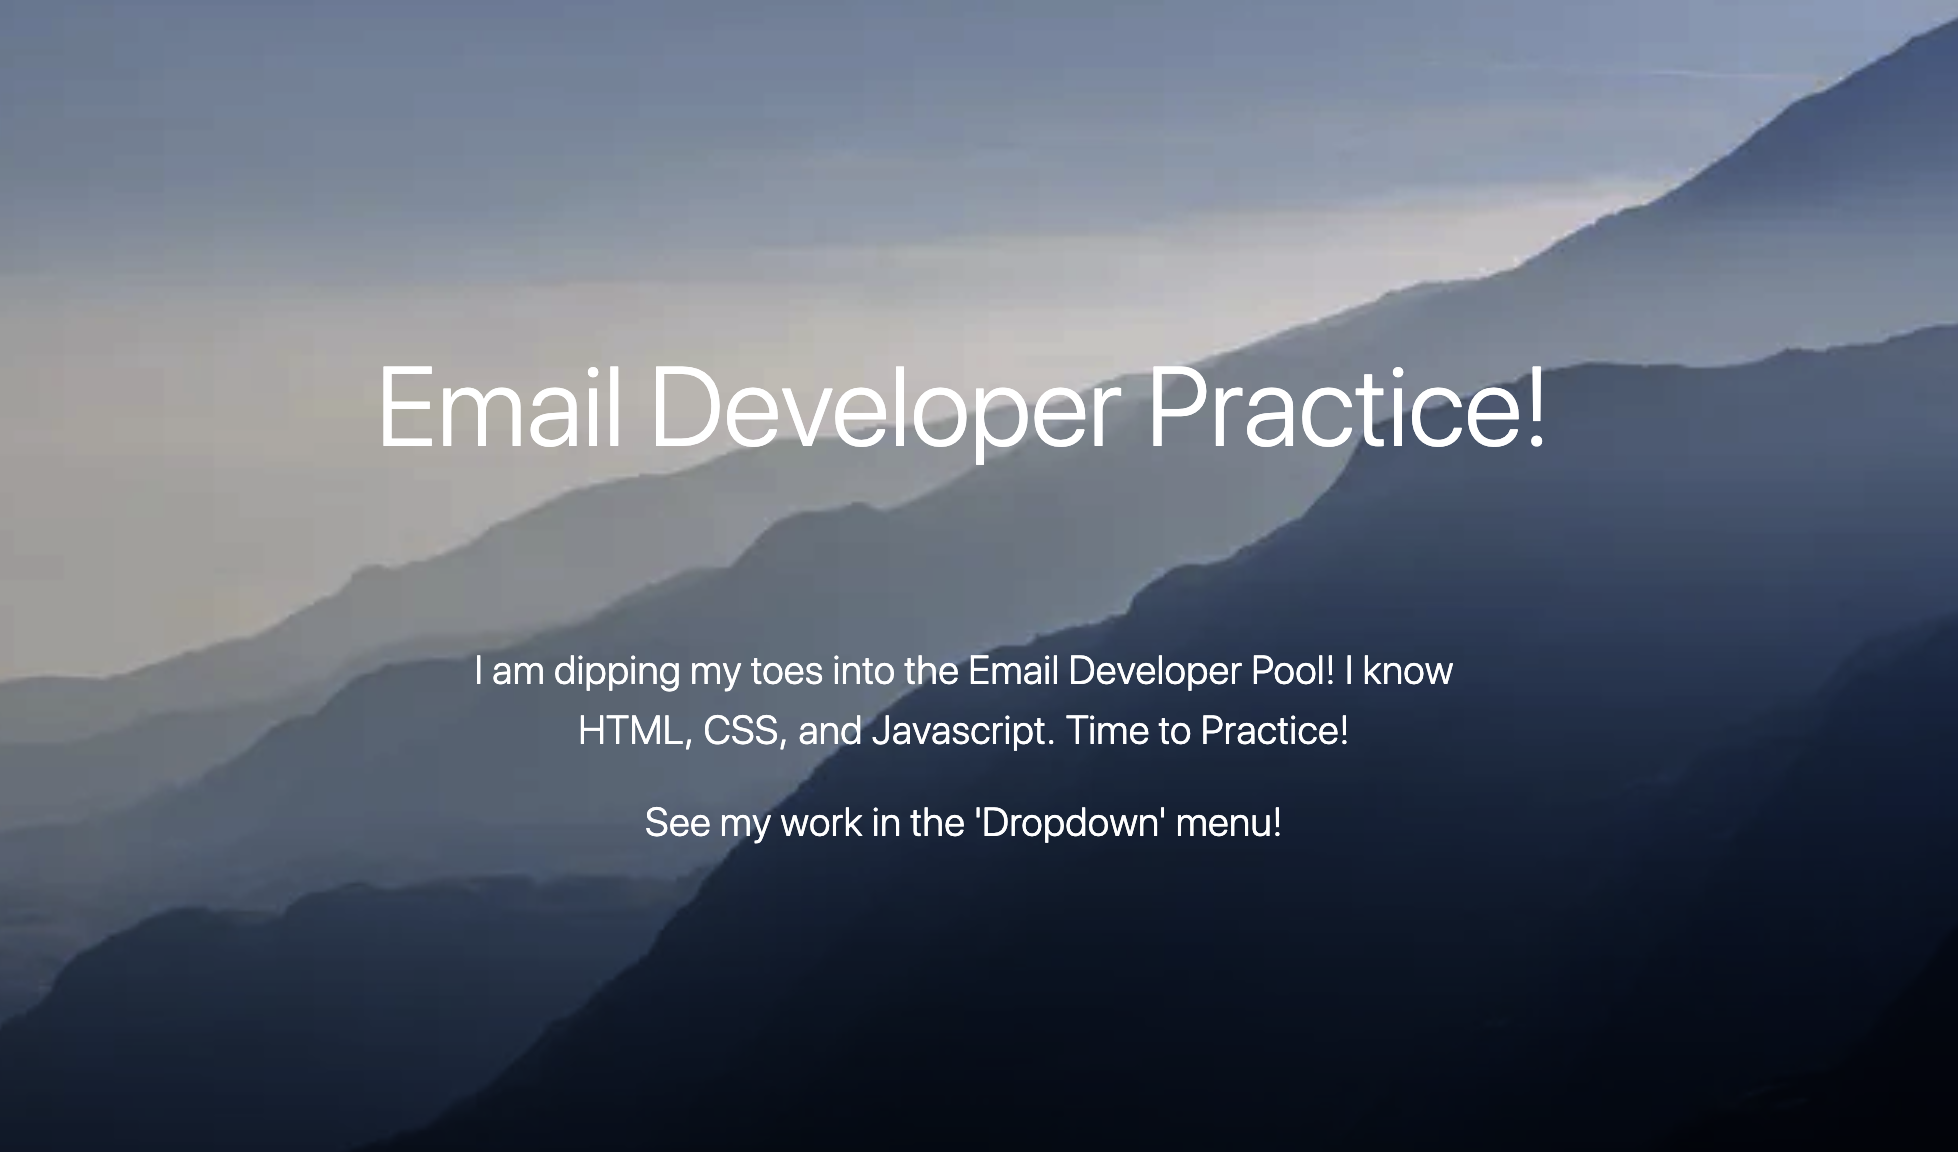 Email Developer Practice!
I am dipping my toes into the Email Developer Pool! I know
HTML, CSS, and Javascript. Time to Practice!
See my work in the 'Dropdown' menu!